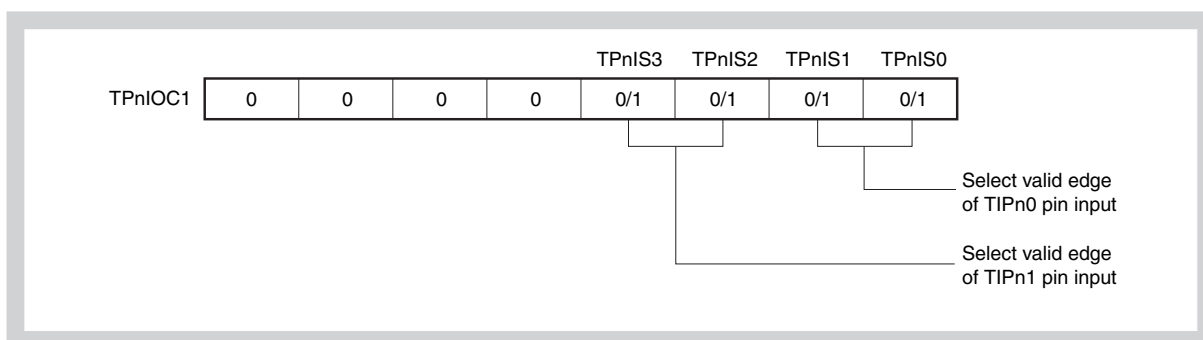 TPnIS3 TPnIS2 TPnIS1 TPnIS0
TPnIOC1 0 0 0 0 0/1 0/1 0/1 0/1
Select valid edge
of TIPn0 pin input
Select valid edge
of TIPn1 pin input